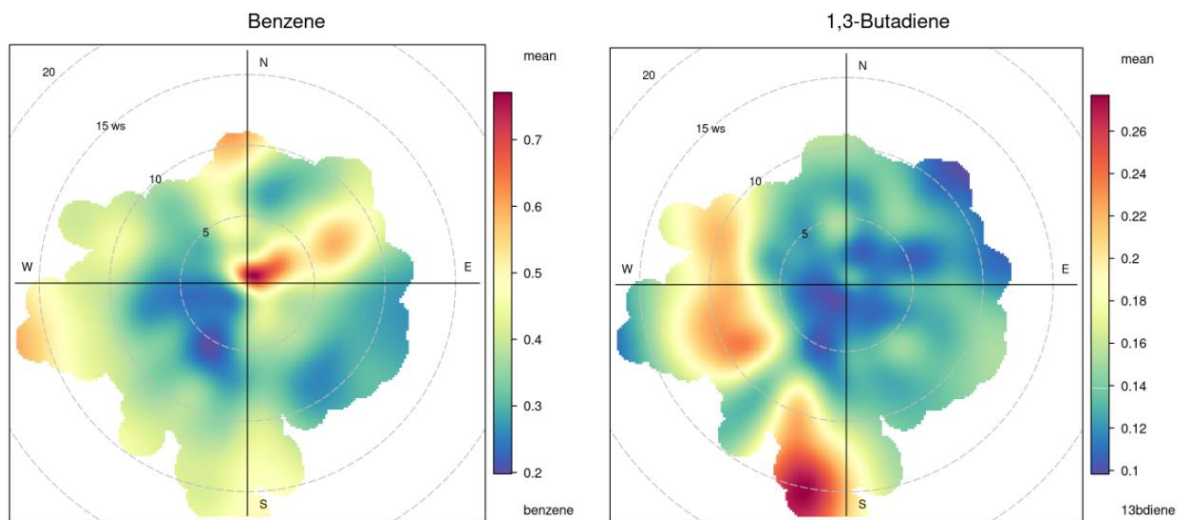 Benzene
1,3-Butadiene
20
N
mean
15 ws
10
5
W
E
S
0.7
0.6
0.5
0.4
0.3
0.2
benzene
20
N
mean
15 ws
10
5
W
E
S
0.26
0.24
0.22
0.2
0.18
0.16
0.14
0.12
0.1
13bdiene